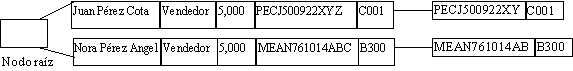 Juan Pérez Cota Vendedor 5,000 PECJ500922XYZ C001 PECJ500922XY C001
Nora Pérez Angel Vendedor 5,000 MEAN761014ABC B300 MEAN761014AB B300
Nodo raíz